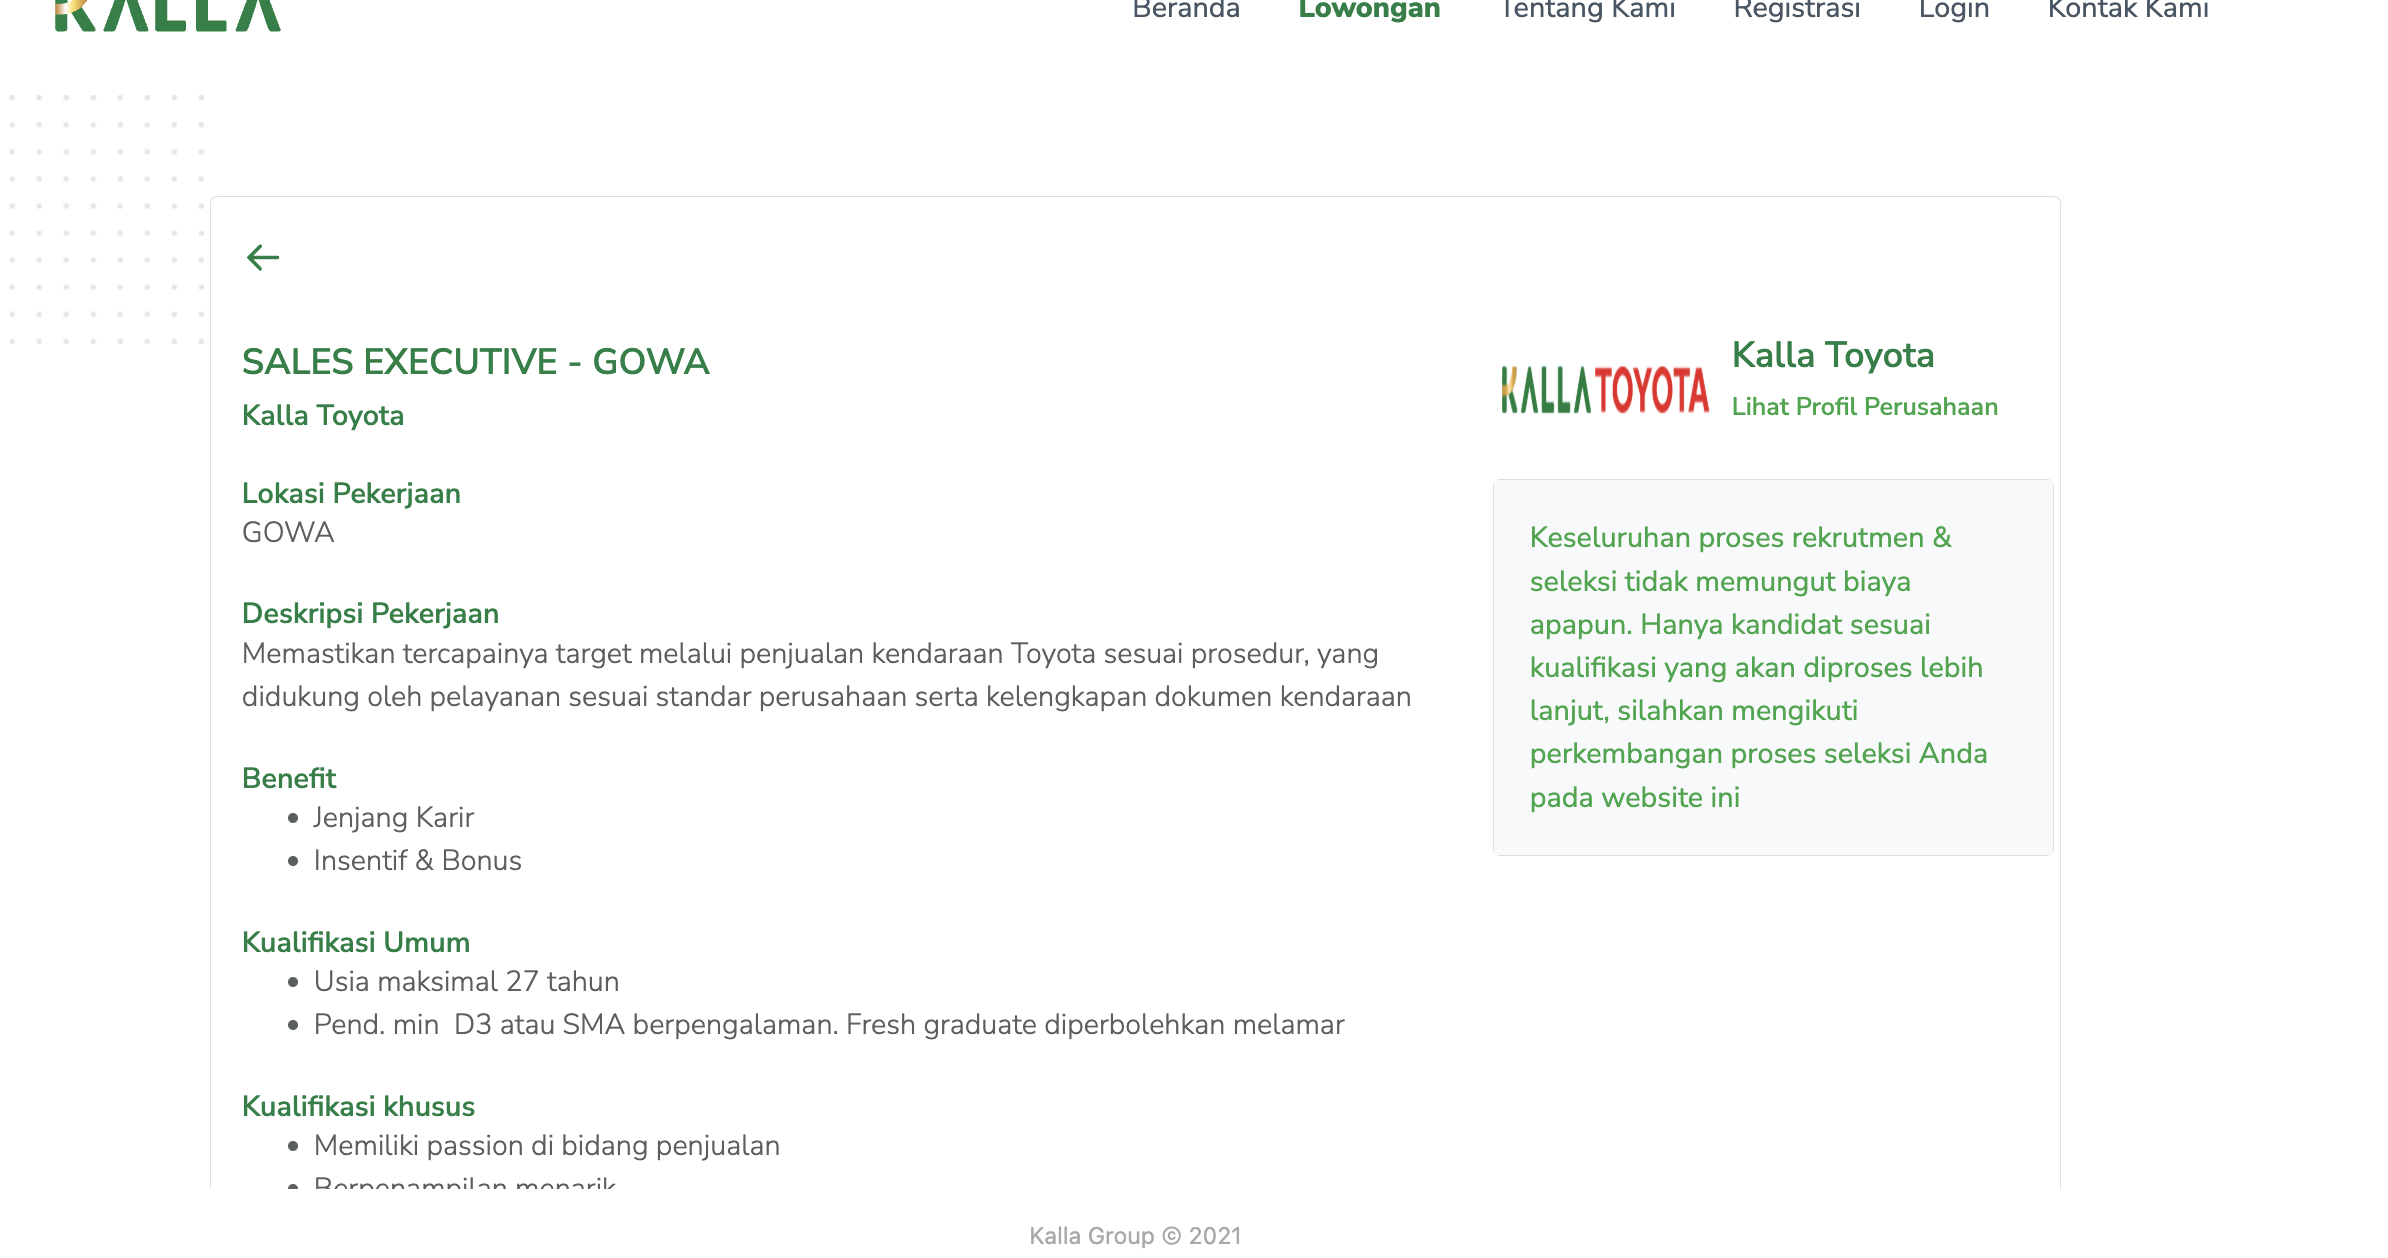 KALLA
Beranda Lowongan Tentang Kami Registrasi Login Kontak Kami
SALES EXECUTIVE - GOWA
Kalla Toyota
Lokasi Pekerjaan
GOWA
Deskripsi Pekerjaan
Memastikan tercapainya target melalui penjualan kendaraan Toyota sesuai prosedur, yang
didukung oleh pelayanan sesuai standar perusahaan serta kelengkapan dokumen kendaraan
Benefit
• Jenjang Karir
• Insentif & Bonus
Kualifikasi Umum
• Usia maksimal 27 tahun
• Pend. min  D3 atau SMA berpengalaman. Fresh graduate diperbolehkan melamar
Kualifikasi khusus
• Memiliki passion di bidang penjualan
• Berpenampilan menarik
KALLATOYOTA
Kalla Toyota
Lihat Profil Perusahaan
Keseluruhan proses rekrutmen &
seleksi tidak memungut biaya
apapun. Hanya kandidat sesuai
kualifikasi yang akan diproses lebih
lanjut, silahkan mengikuti
perkembangan proses seleksi Anda
pada website ini
Kalla Group © 2021